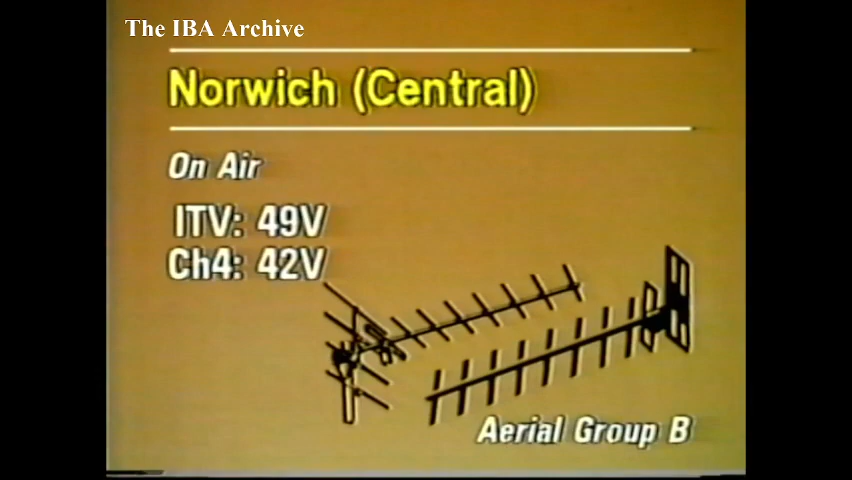 The IBA Archive
Norwich (Central)
On Air
ITV: 49V
Ch4: 42V
Aerial Group B